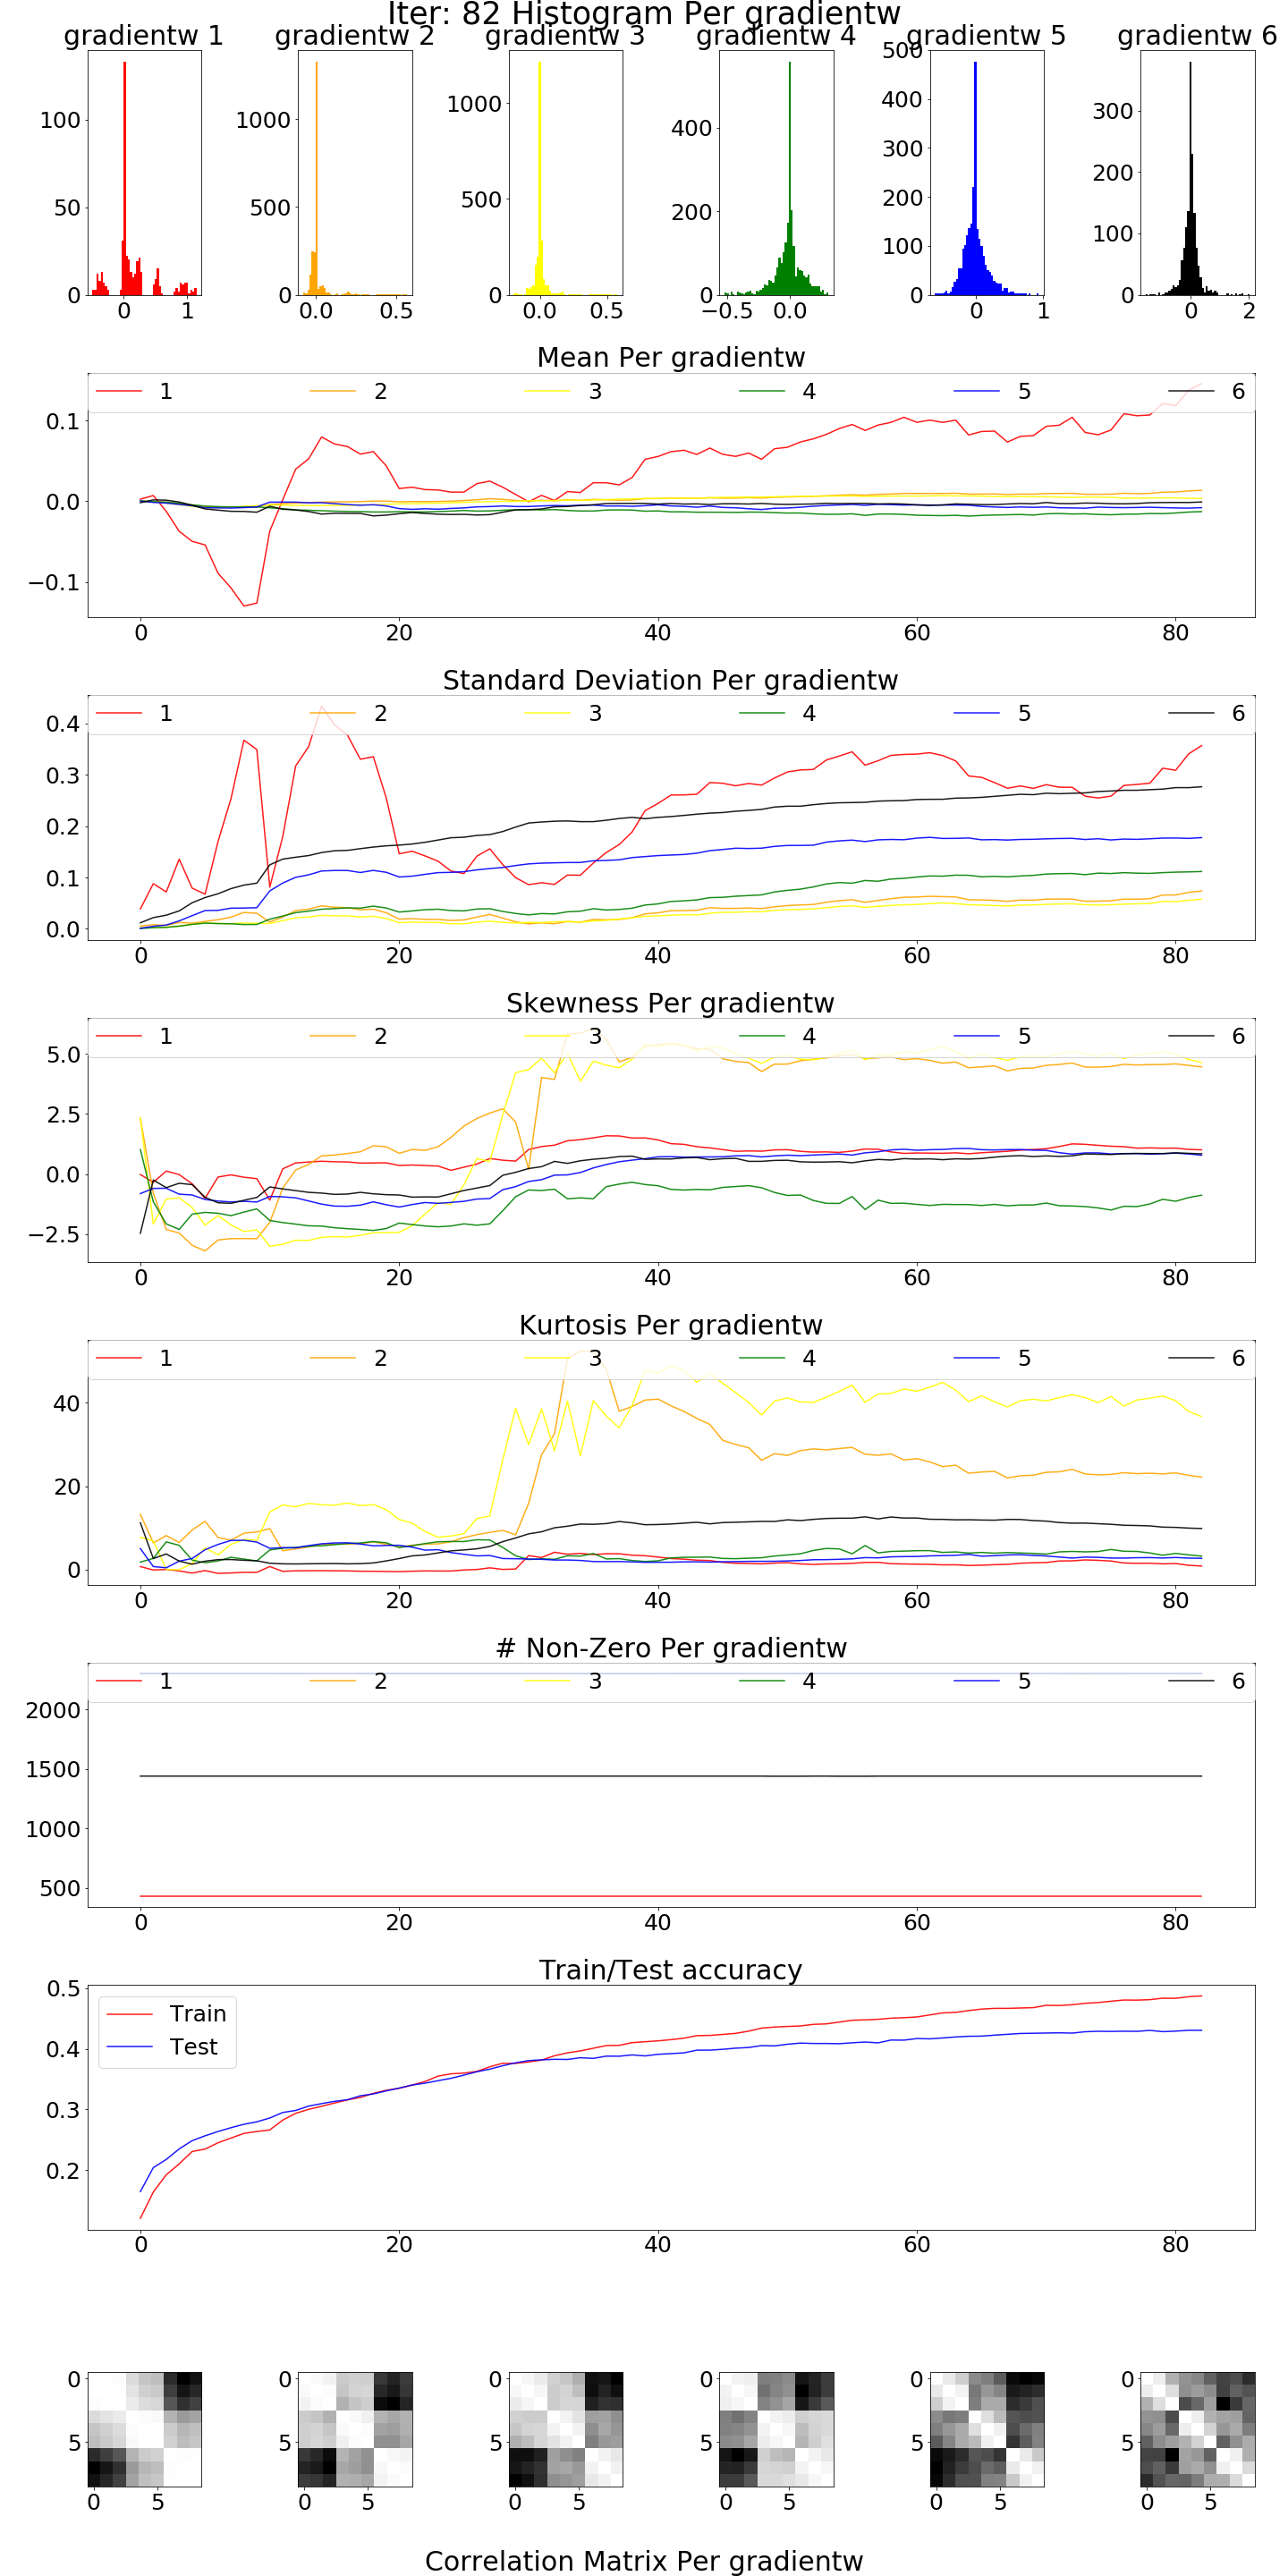 Iter: 82 Histogram Per gradientw
gradientw 1 gradientw 2 gradientw 3 gradientw 4 gradientw 5 gradientw 6
100
50
0
0 1
1000
500
0
0.0 0.5
1000
500
0
0.0 0.5
400
200
0
−0.5 0.0
500
400
300
200
100
0
0 1
300
200
100
0
0 2
Mean Per gradientw
1 2 3 4 5 6
0.1
0.0
−0.1
0 20 40 60 80
Standard Deviation Per gradientw
1 2 3 4 5 6
0.4
0.3
0.2
0.1
0.0
0 20 40 60 80
Skewness Per gradientw
1 2 3 4 5 6
5.0
2.5
0.0
−2.5
0 20 40 60 80
Kurtosis Per gradientw
1 2 3 4 5 6
40
20
0
0 20 40 60 80
# Non-Zero Per gradientw
1 2 3 4 5 6
2000
1500
1000
500
0 20 40 60 80
Train/Test accuracy
Train
Test
0.5
0.4
0.3
0.2
0 20 40 60 80
0 0 0 0 0 0
5 5 5 5 5 5
0 5 0 5 0 5 0 5 0 5 0 5
Correlation Matrix Per gradientw